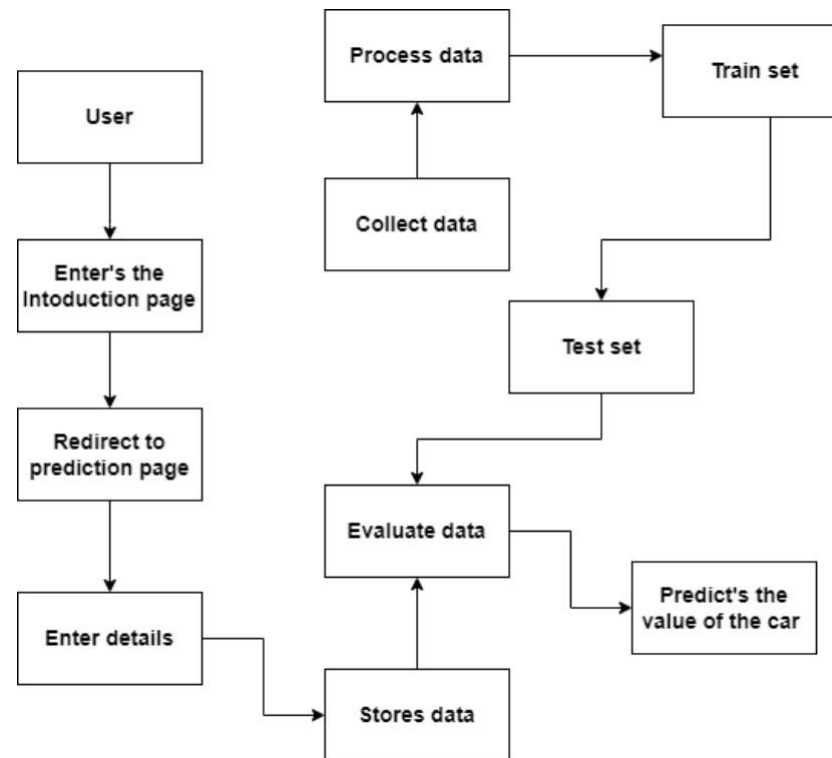 Process data
Train set
User
Collect data
Enter's the
Intoduction page
Test set
Redirect to
prediction page
Evaluate data
Predict's the
value of the car
Enter details
Stores data